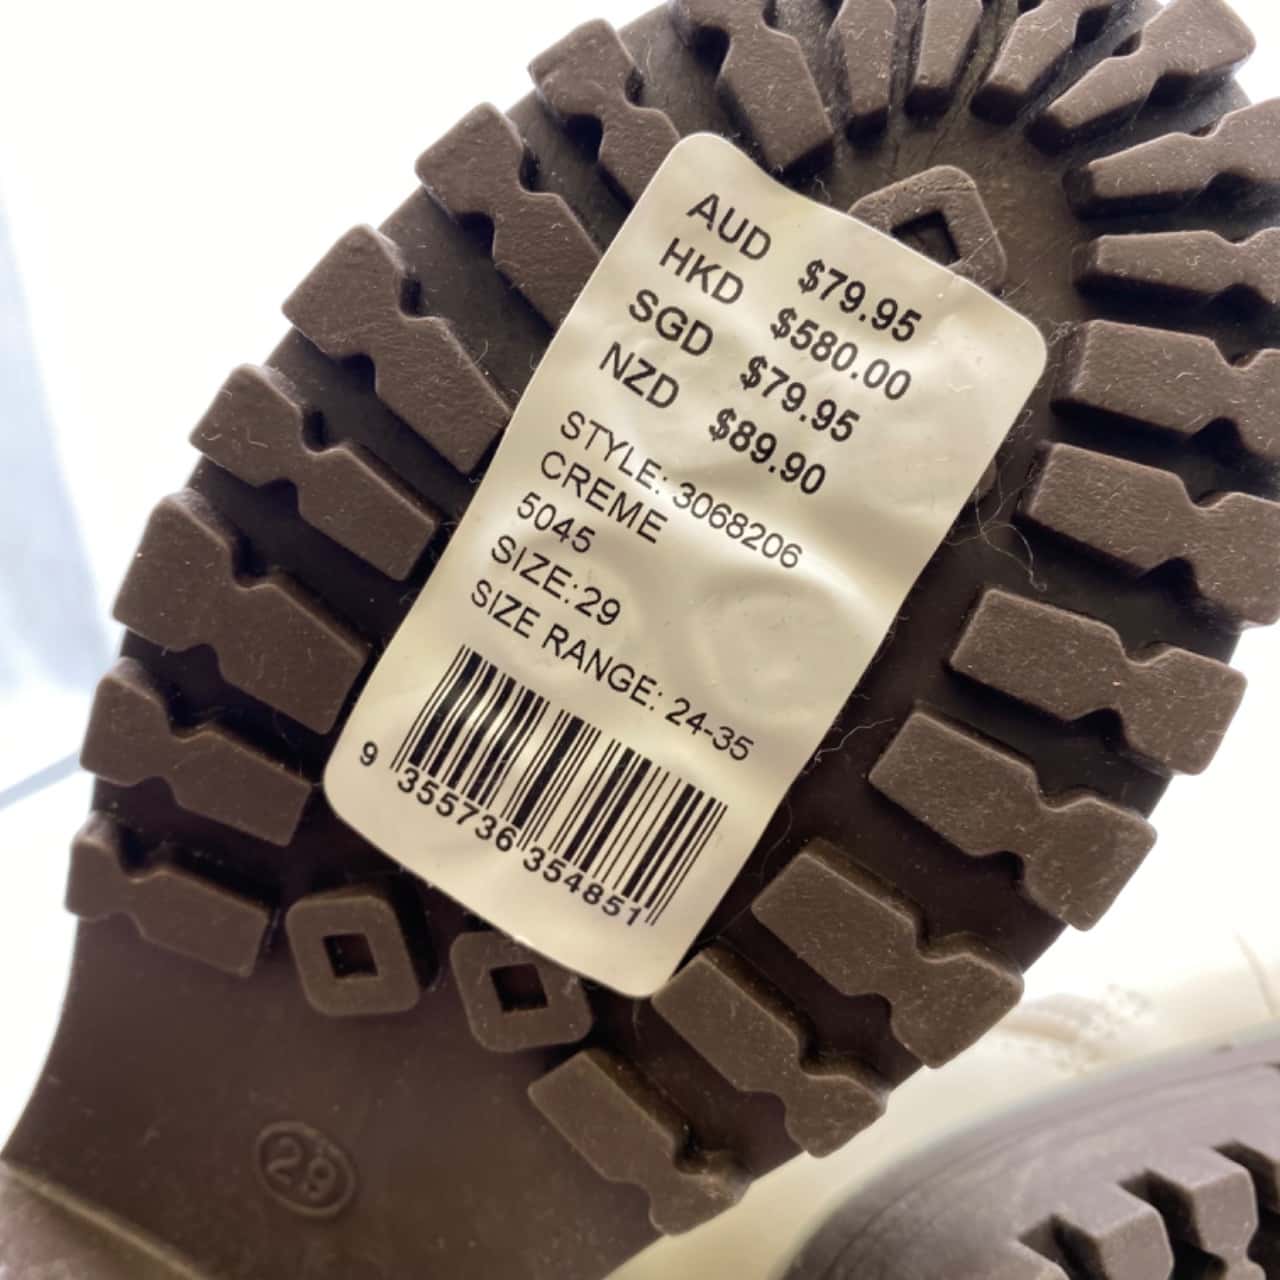 AUD $79.95
HKD $580.00
SGD $79.95
NZD $89.90
STYLE: 3068206
CREME
5045
SIZE:29
SIZE RANGE: 24-35
9 355736 354851
29